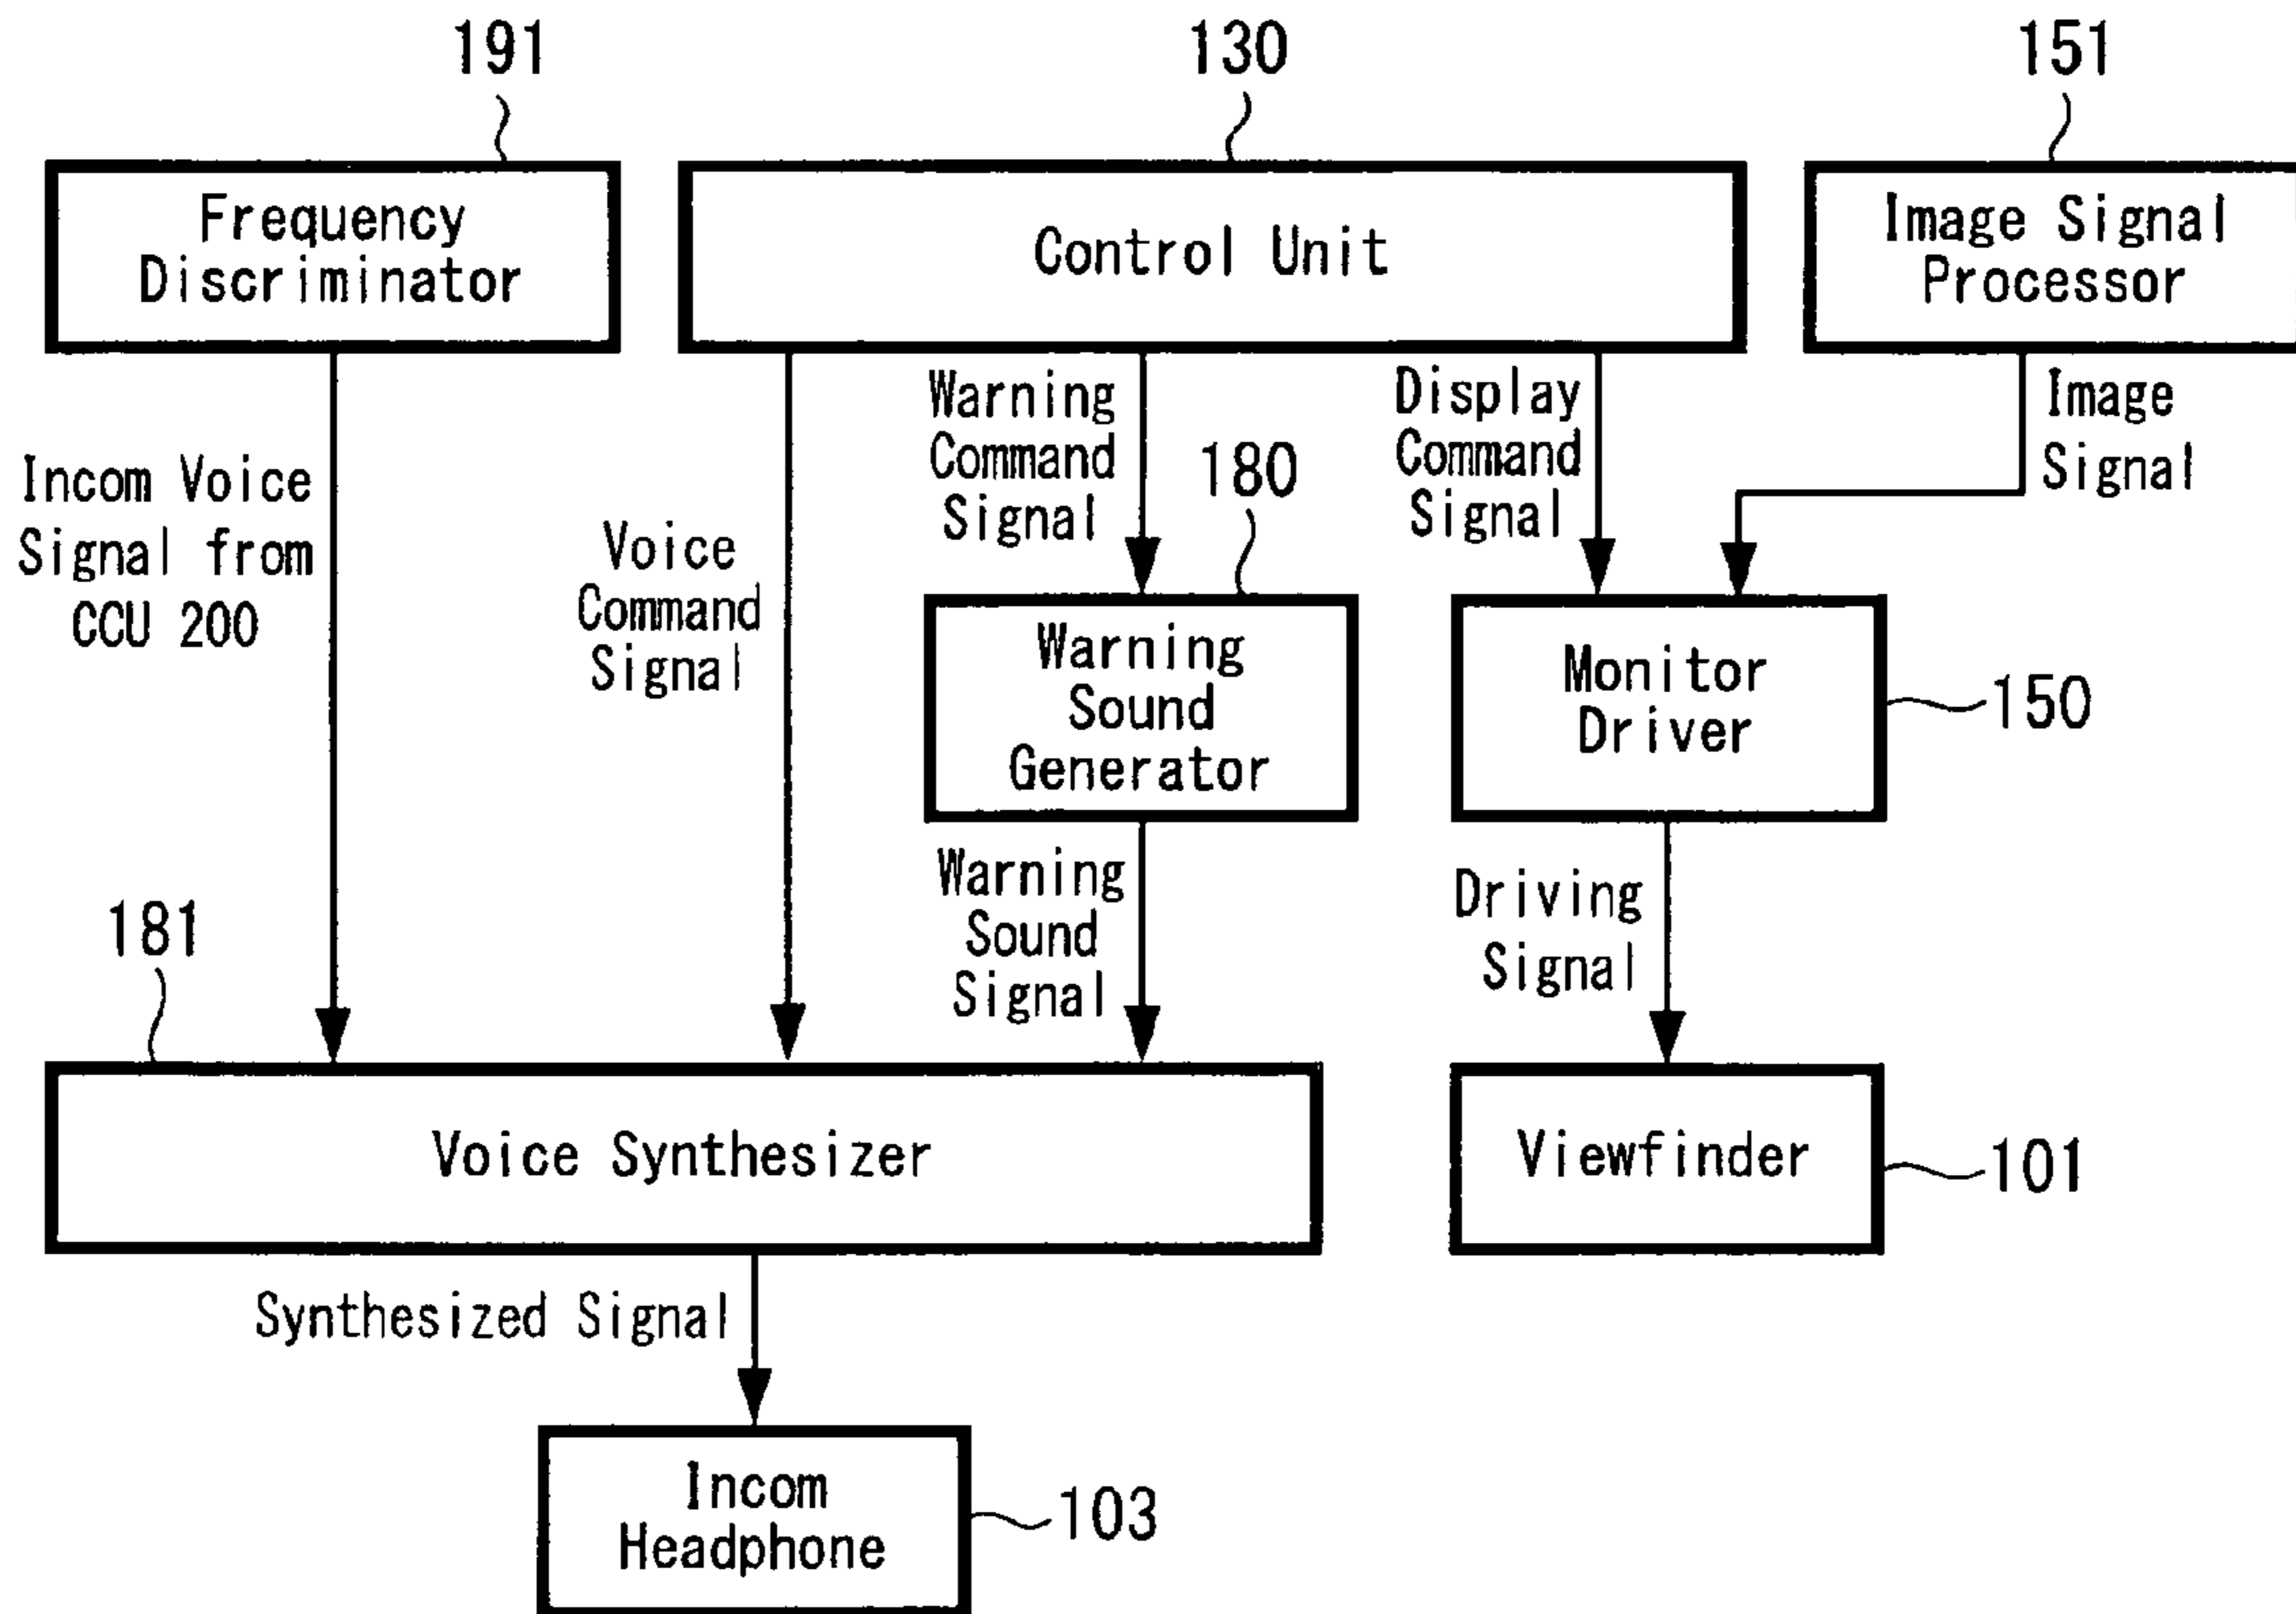 191
130
151
Frequency
Discriminator
Control Unit
Image Signal
Processor
Incom Voice
Signal from
CCU 200
Voice
Command
Signal
Warning
Command
Signal
180
Display
Command
Signal
Image
Signal
Warning
Sound
Generator
Monitor
Driver
150
181
Warning
Sound
Signal
Driving
Signal
Voice Synthesizer
Viewfinder
101
Synthesized Signal
Incom
Headphone
103